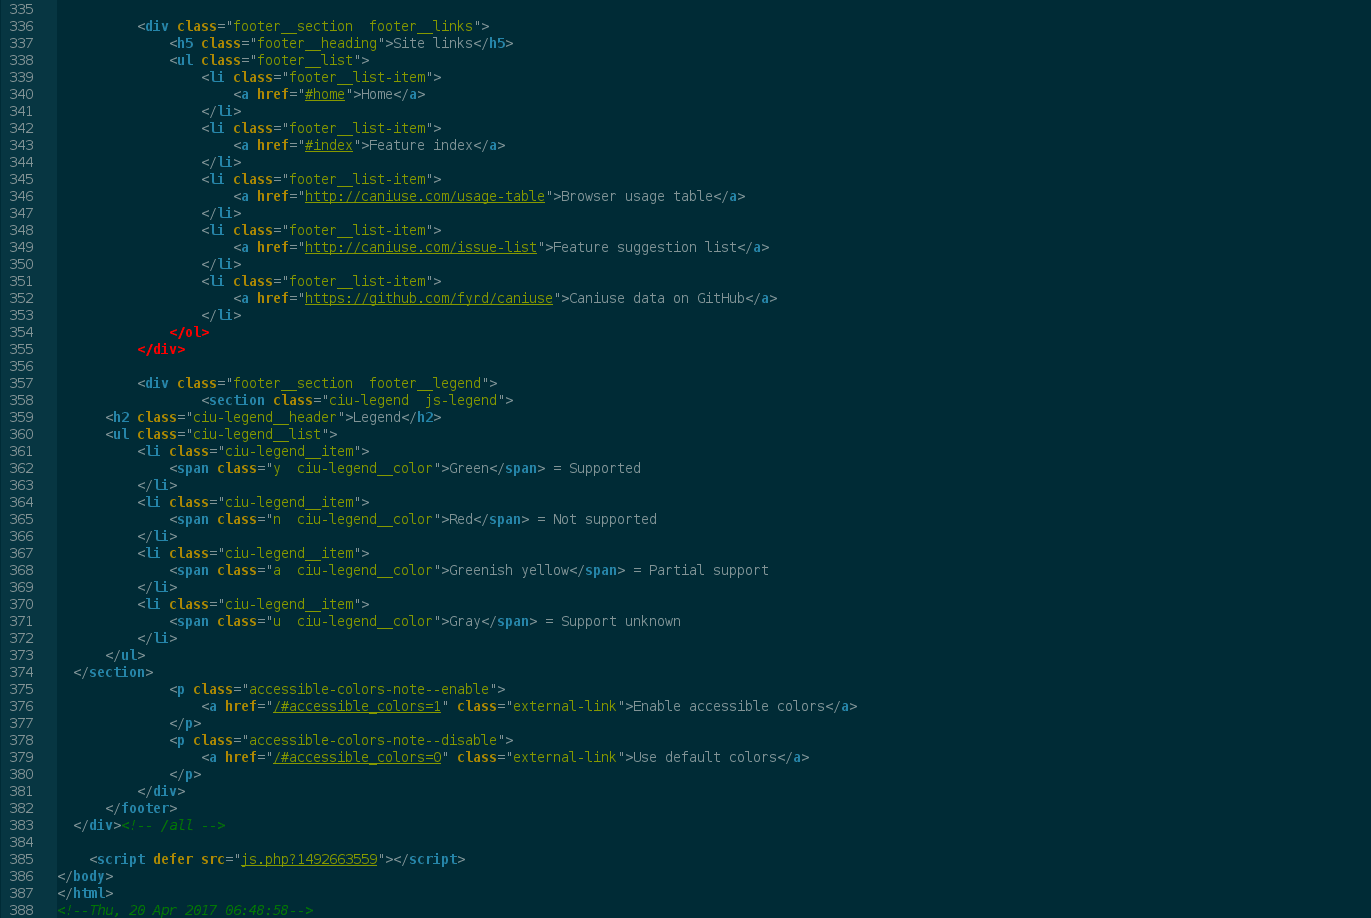 335
336 <div class="footer__section  footer__links">
337 <h5 class="footer__heading">Site links</h5>
338 <ul class="footer__list">
339 <li class="footer__list-item">
340 <a href="#home">Home</a>
341 </li>
342 <li class="footer__list-item">
343 <a href="#index">Feature index</a>
344 </li>
345 <li class="footer__list-item">
346 <a href="http://caniuse.com/usage-table">Browser usage table</a>
347 </li>
348 <li class="footer__list-item">
349 <a href="http://caniuse.com/issue-list">Feature suggestion list</a>
350 </li>
351 <li class="footer__list-item">
352 <a href="https://github.com/fyrd/caniuse">Caniuse data on GitHub</a>
353 </li>
354 </ol>
355 </div>
356
357 <div class="footer__section  footer__legend">
358 <section class="ciu-legend  js-legend">
359 <h2 class="ciu-legend__header">Legend</h2>
360 <ul class="ciu-legend__list">
361 <li class="ciu-legend__item">
362 <span class="y  ciu-legend__color">Green</span> = Supported
363 </li>
364 <li class="ciu-legend__item">
365 <span class="n  ciu-legend__color">Red</span> = Not supported
366 </li>
367 <li class="ciu-legend__item">
368 <span class="a  ciu-legend__color">Greenish yellow</span> = Partial support
369 </li>
370 <li class="ciu-legend__item">
371 <span class="u  ciu-legend__color">Gray</span> = Support unknown
372 </li>
373 </ul>
374 </section>
375 <p class="accessible-colors-note--enable">
376 <a href="/#accessible_colors=1" class="external-link">Enable accessible colors</a>
377 </p>
378 <p class="accessible-colors-note--disable">
379 <a href="/#accessible_colors=0" class="external-link">Use default colors</a>
380 </p>
381 </div>
382 </footer>
383 </div><!-- /all -->
384
385 <script defer src="js.php?1492663559"></script>
386 </body>
387 </html>
388 <!--Thu, 20 Apr 2017 06:48:58-->